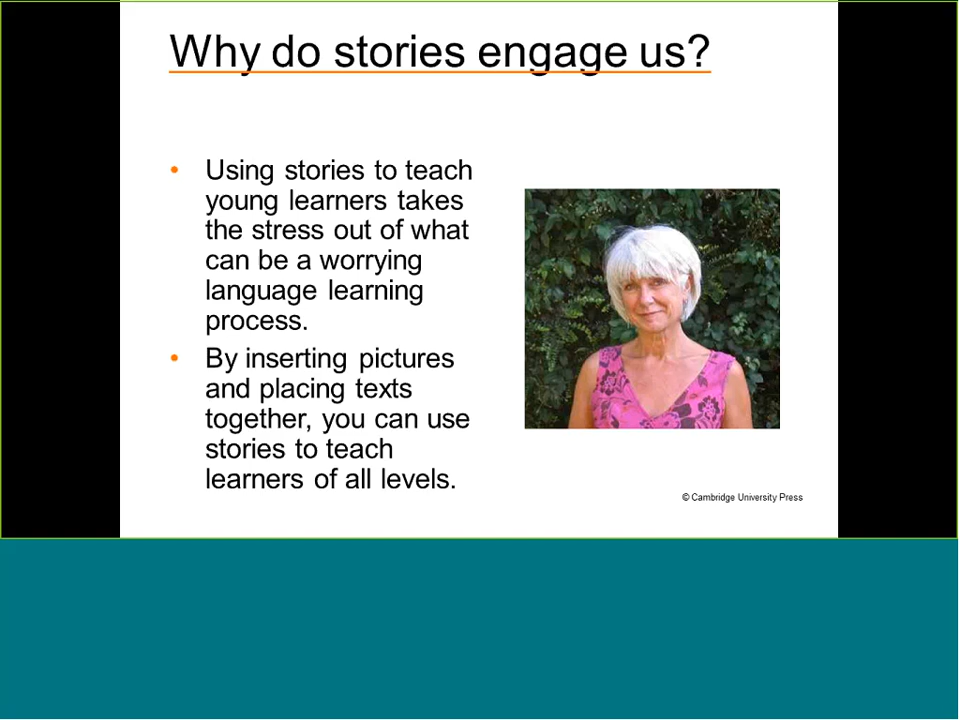 Why do stories engage us?
• Using stories to teach
young learners takes
the stress out of what
can be a worrying
language learning
process.
• By inserting pictures
and placing texts
together, you can use
stories to teach
learners of all levels.
© Cambridge University Press